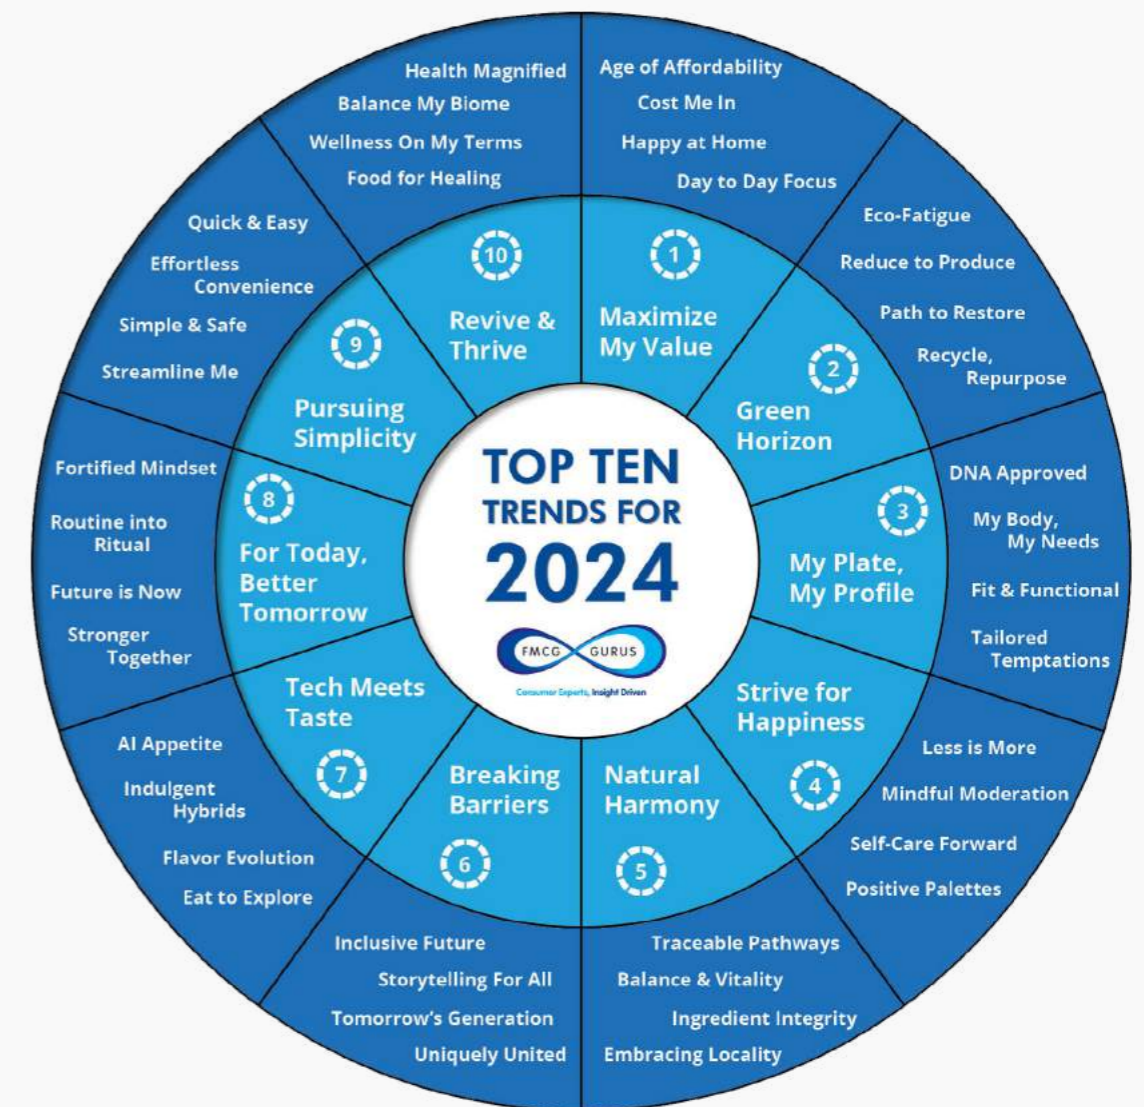 TOP TEN
TRENDS FOR
2024
FMCG GURUS
Consumer Experts, Insight Driven
1
Maximize
My Value
Age of Affordability
Cost Me In
Happy at Home
Day to Day Focus
2
Green
Horizon
Eco-Fatigue
Reduce to Produce
Path to Restore
Recycle,
Repurpose
3
My Plate,
My Profile
DNA Approved
My Body,
My Needs
Fit & Functional
Tailored
Temptations
Strive for
Happiness
4
Less is More
Mindful Moderation
Self-Care Forward
Positive Palettes
Natural
Harmony
5
Traceable Pathways
Balance & Vitality
Ingredient Integrity
Embracing Locality
Breaking
Barriers
6
Inclusive Future
Storytelling For All
Tomorrow's Generation
Uniquely United
Tech Meets
Taste
7
AI Appetite
Indulgent
Hybrids
Flavor Evolution
Eat to Explore
8
For Today,
Better
Tomorrow
Fortified Mindset
Routine into
Ritual
Future is Now
Stronger
Together
9
Pursuing
Simplicity
Quick & Easy
Effortless
Convenience
Simple & Safe
Streamline Me
10
Revive &
Thrive
Health Magnified
Balance My Biome
Wellness On My Terms
Food for Healing